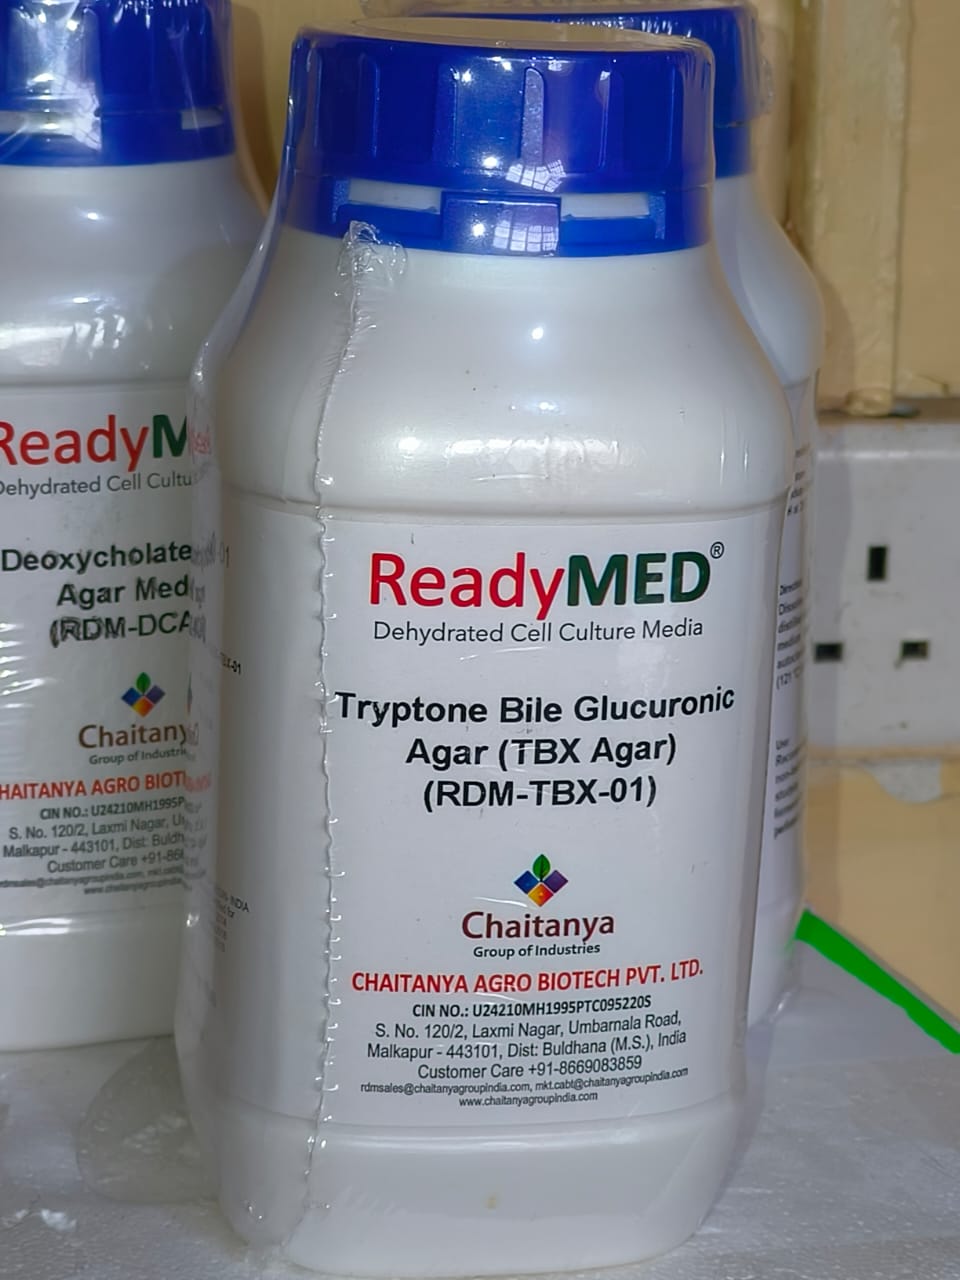 ReadyMED®
Dehydrated Cell Culture Media
Tryptone Bile Glucuronic
Agar (TBX Agar)
(RDM-TBX-01)
Chaitanya
Group of Industries
CHAITANYA AGRO BIOTECH PVT. LTD.
CIN NO.: U24210MH1995PTC095220S
S. No. 120/2, Laxmi Nagar, Umbarnala Road,
Malkapur - 443101, Dist: Buldhana (M.S.), India
Customer Care +91-8669083859
rdmsales@chaitanyagroupindia.com, mkt.cabt@chaitanyagroupindia.com
www.chaitanyagroupindia.com
ReadyM
Dehydrated Cell Cultu
Deoxycholate
Agar Med
(RDM-DCA
Chaitany
Group of Industri
HAITANYA AGRO BIOT
CIN NO.: U24210MH1995P
S. No. 120/2, Laxmi Nagar, U
Malkapur - 443101, Dist: Buldh
Customer Care +91-866